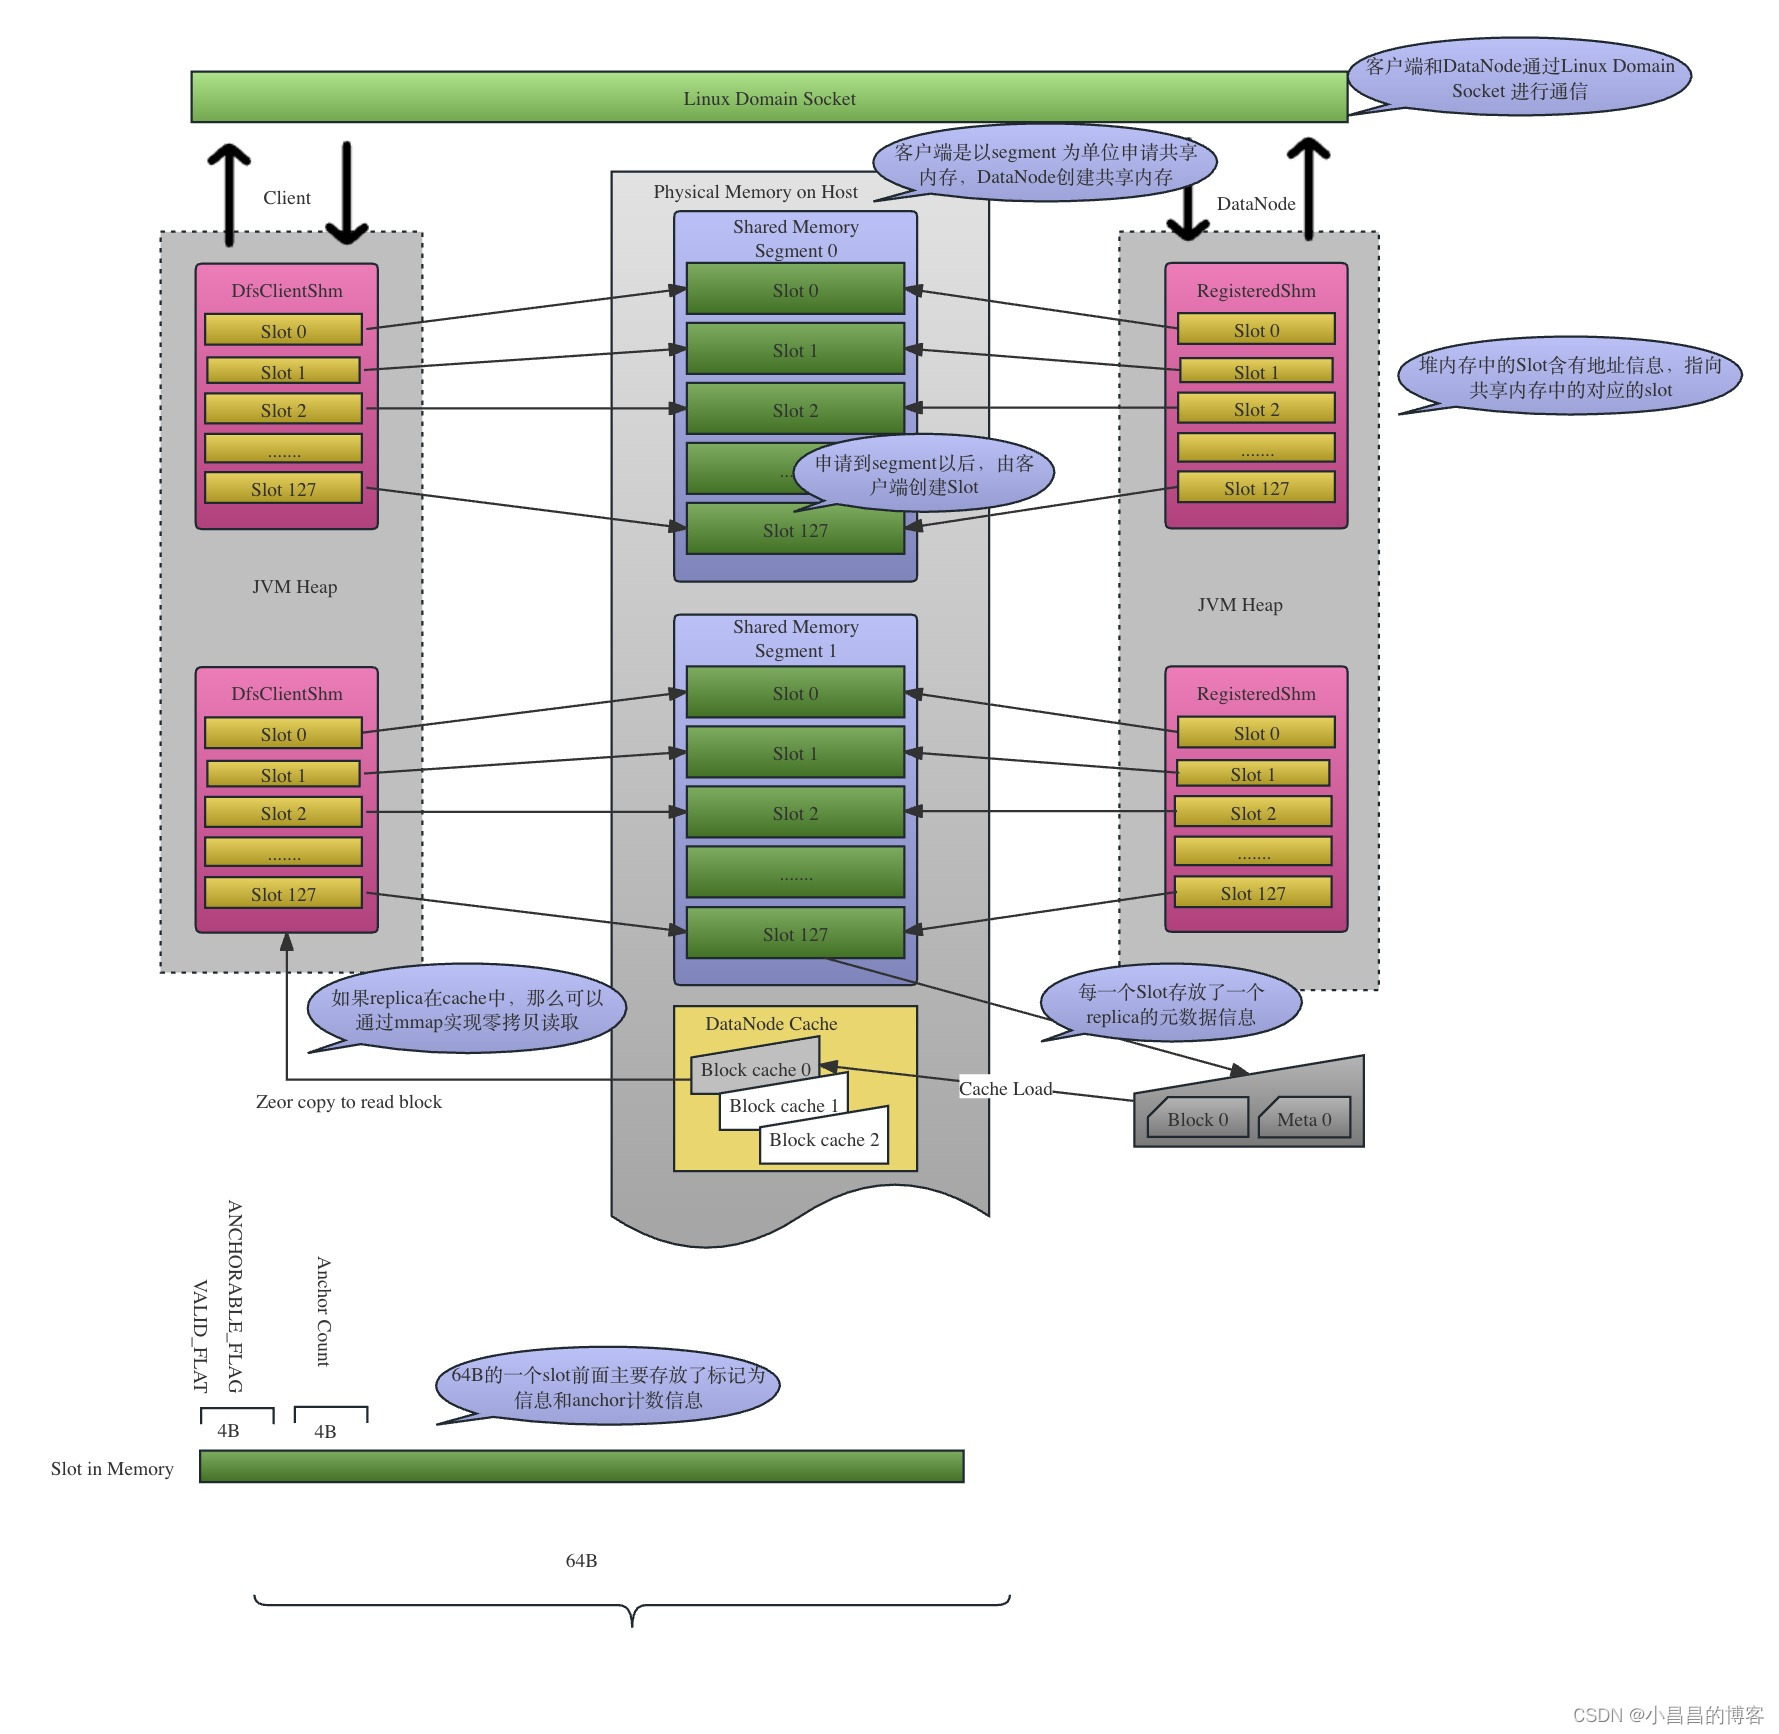 客户端和DataNode通过Linux Domain
Socket 进行通信
Linux Domain Socket
客户端是以segment 为单位申请共享
内存，DataNode创建共享内存
Client
Physical Memory on Host
DataNode
DfsClientShm
Slot 0
Slot 1
Slot 2
.......
Slot 127
JVM Heap
DfsClientShm
Slot 0
Slot 1
Slot 2
.......
Slot 127
Shared Memory
Segment 0
Slot 0
Slot 1
Slot 2
申请到segment以后，由客
户端创建Slot
Slot 127
Shared Memory
Segment 1
Slot 0
Slot 1
Slot 2
.......
Slot 127
RegisteredShm
Slot 0
Slot 1
Slot 2
.......
Slot 127
JVM Heap
RegisteredShm
Slot 0
Slot 1
Slot 2
.......
Slot 127
堆内存中的Slot含有地址信息，指向
共享内存中的对应的slot
如果replica在cache中，那么可以
通过mmap实现零拷贝读取
Zeor copy to read block
DataNode Cache
Block cache 0
Block cache 1
Block cache 2
Cache Load
每一个Slot存放了一个
replica的元数据信息
Block 0
Meta 0
VALID_FLAT
ANCHORABLE_FLAG
Anchor Count
64B的一个slot前面主要存放了标记为
信息和anchor计数信息
4B
4B
Slot in Memory
64B
CSDN @小昌昌的博客